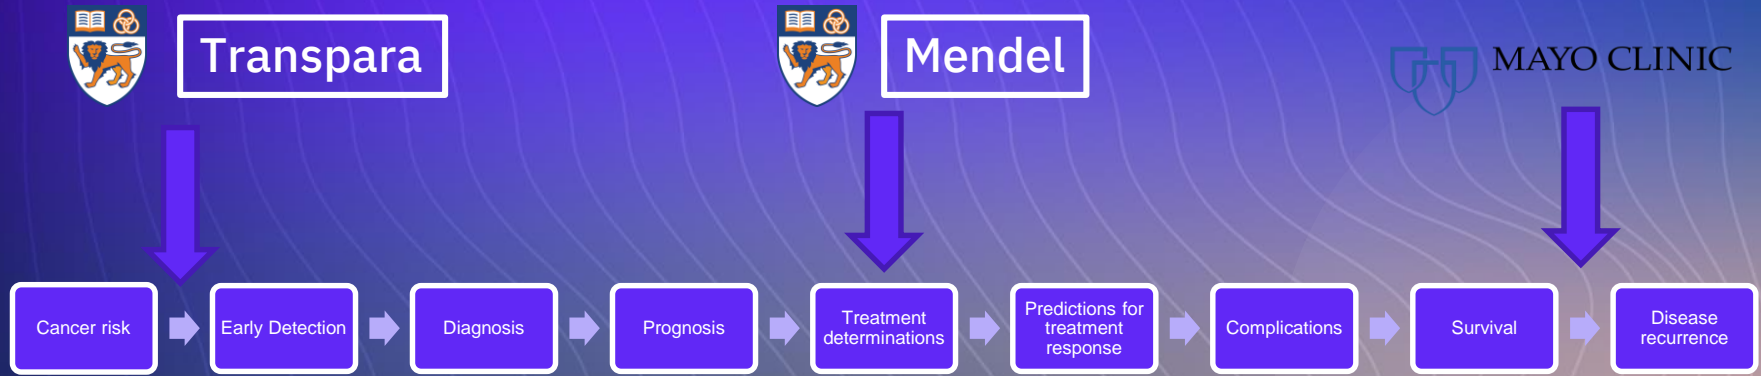 Transpara
Mendel
MAYO CLINIC
Cancer risk
Early Detection
Diagnosis
Prognosis
Treatment
determinations
Predictions for
treatment
response
Complications
Survival
Disease
recurrence